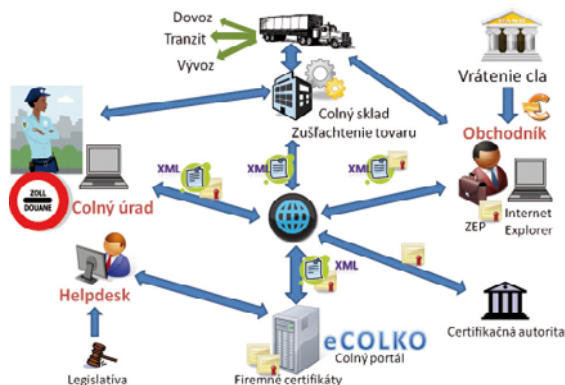 Dovoz
Tranzit
Vývoz
BANK
Vrátenie cla
Colný sklad
Zušľachtenie tovaru
Obchodník
XML
XML
XML
ZOLL
DOUANE
Colný úrad
ZEP
Internet
Explorer
XML
Helpdesk
eCOLKO
Colný portál
Certifikačná autorita
Legislatíva
Firemné certifikáty